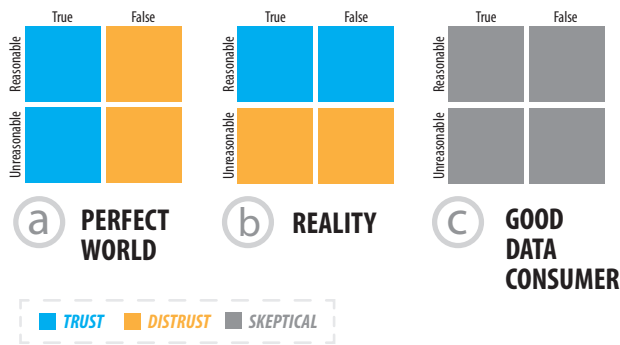 True False
Reasonable
Unreasonable
a PERFECT
WORLD
True False
Reasonable
Unreasonable
b REALITY
True False
Reasonable
Unreasonable
c GOOD
DATA
CONSUMER
TRUST DISTRUST SKEPTICAL